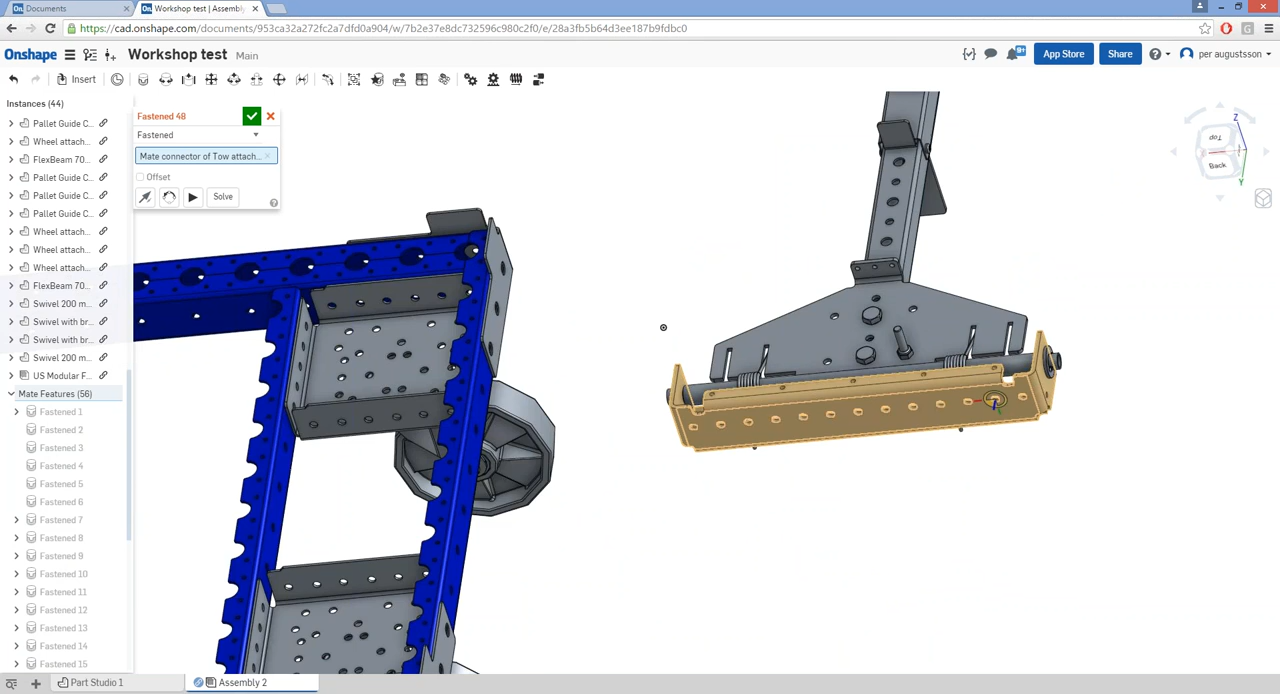 Documents
Workshop test | Assembly
https://cad.onshape.com/documents/953ca32a272fc2a7dfd0a904/w/7b2e37e8dc732596c980c2f0/e/28a3fb5b64d3ee187b9fdbc0
Onshape
Workshop test
Main
9+
App Store
Share
per augustsson
Insert
Instances (44)
Pallet Guide C...
Wheel attach...
FlexBeam 70...
Pallet Guide C...
Pallet Guide C...
Pallet Guide C...
Wheel attach...
Wheel attach...
Wheel attach...
FlexBeam 70...
Swivel 200 m...
Swivel with br...
Swivel with br...
Swivel 200 m...
US Modular F...
Mate Features (56)
Fastened 1
Fastened 2
Fastened 3
Fastened 4
Fastened 5
Fastened 6
Fastened 7
Fastened 8
Fastened 9
Fastened 10
Fastened 11
Fastened 12
Fastened 13
Fastened 14
Fastened 15
Fastened 48
Fastened
Mate connector of Tow attach...
Offset
Solve
Z
Top
Back
Y
Part Studio 1
Assembly 2